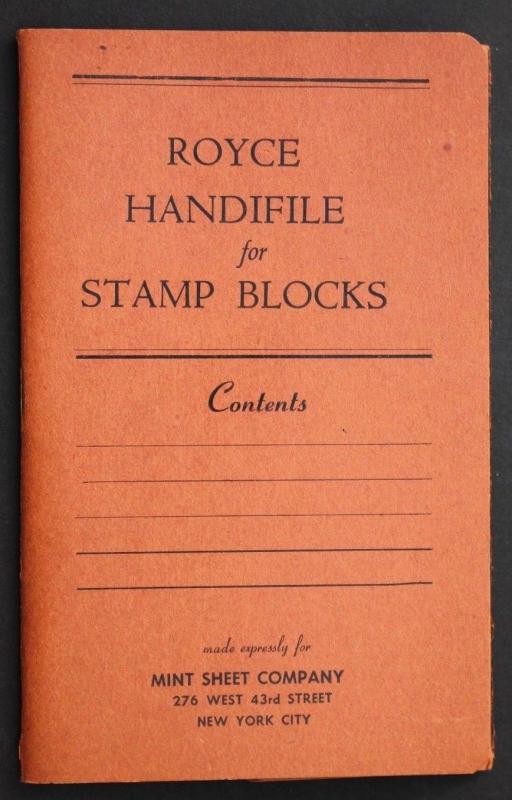 ROYCE
HANDIFILE
for
STAMP BLOCKS
Contents
made expressly for
MINT SHEET COMPANY
276 WEST 43rd STREET
NEW YORK CITY